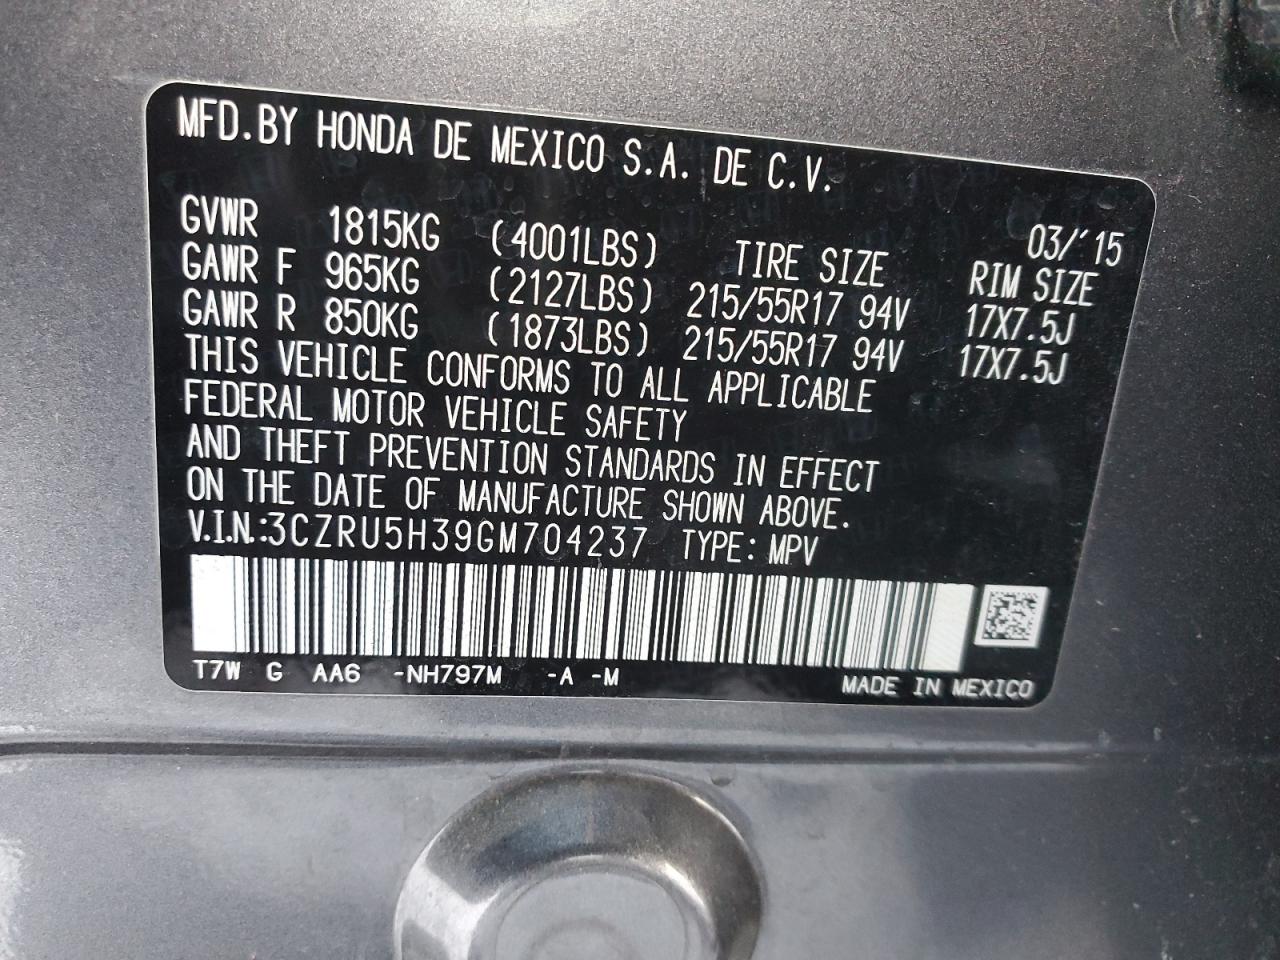 MFD.BY HONDA DE MEXICO S.A. DE C.V.
03/'15
GVWR 1815KG (4001LBS) TIRE SIZE RIM SIZE
GAWR F 965KG (2127LBS) 215/55R17 94V 17X7.5J
GAWR R 850KG (1873LBS) 215/55R17 94V 17X7.5J
THIS VEHICLE CONFORMS TO ALL APPLICABLE
FEDERAL MOTOR VEHICLE SAFETY
AND THEFT PREVENTION STANDARDS IN EFFECT
ON THE DATE OF MANUFACTURE SHOWN ABOVE.
V.I.N.:3CZRU5H39GM704237 TYPE: MPV
T7W G AA6 -NH797M -A -M
MADE IN MEXICO